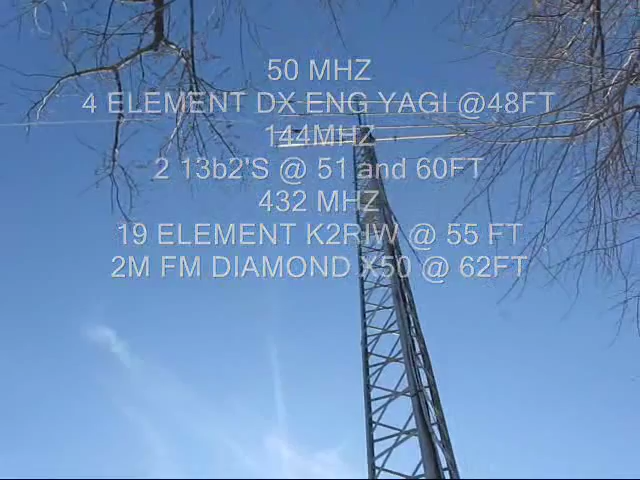 50 MHZ
4 ELEMENT DX ENG YAGI @48FT
144MHZ
2 13b2'S @ 51 and 60FT
432 MHZ
19 ELEMENT K2RIW @ 55 FT
2M FM DIAMOND X50 @ 62FT